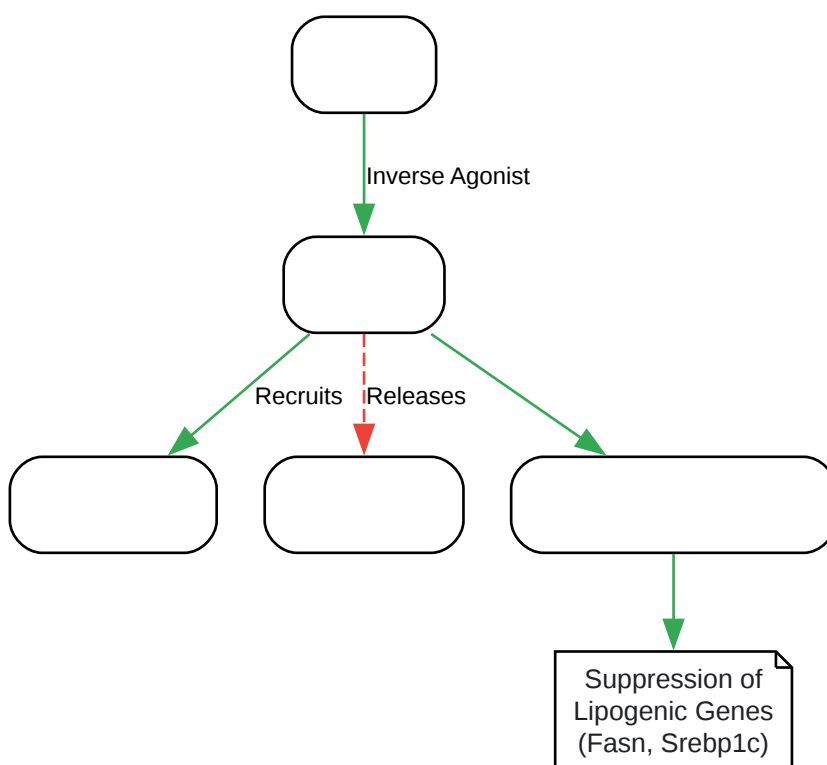 Inverse Agonist
Recruits
Releases
Suppression of
Lipogenic Genes
(Fasn, Srebp1c)